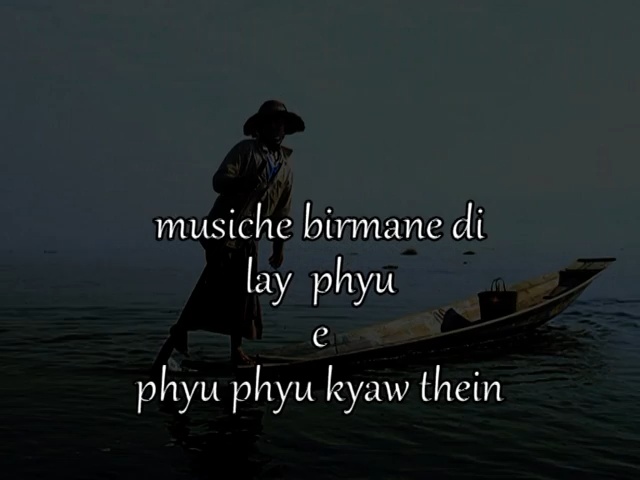 musiche birmane di
lay phyu
e
phyu phyu kyaw thein